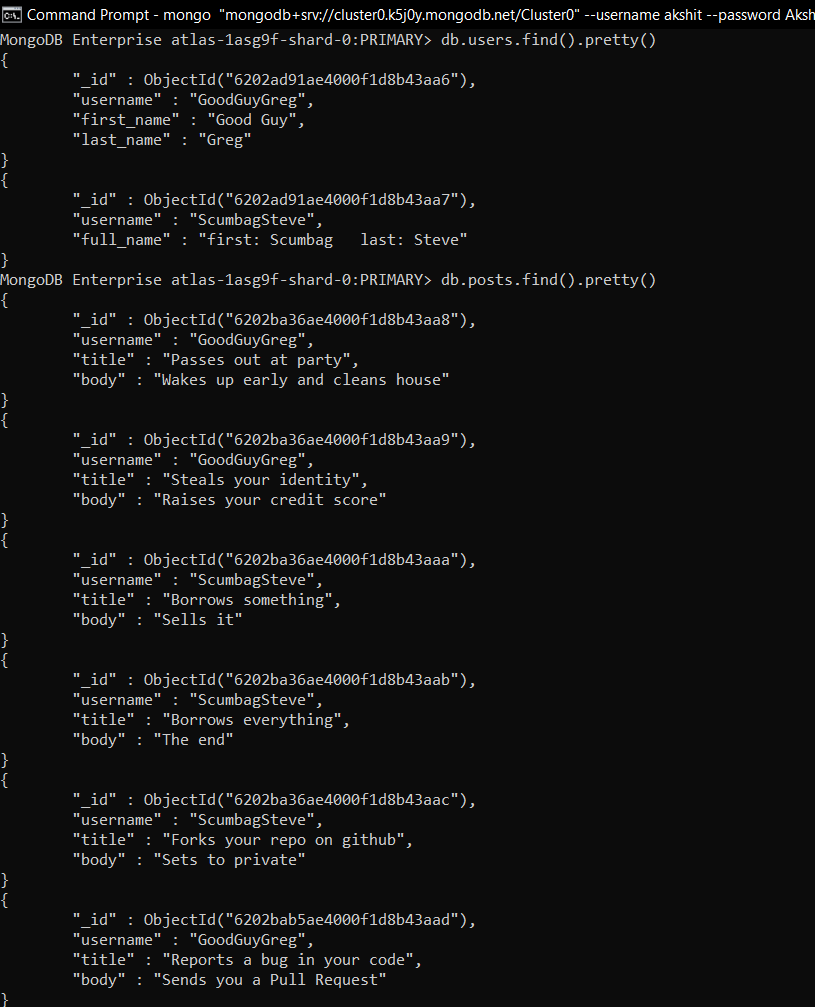 Command Prompt - mongo "mongodb+srv://cluster0.k5j0y.mongodb.net/Cluster0" --username akshit --password Aksh
MongoDB Enterprise atlas-1asg9f-shard-0:PRIMARY> db.users.find().pretty()
{
        "_id" : ObjectId("6202ad91ae4000f1d8b43aa6"),
        "username" : "GoodGuyGreg",
        "first_name" : "Good Guy",
        "last_name" : "Greg"
}
{
        "_id" : ObjectId("6202ad91ae4000f1d8b43aa7"),
        "username" : "ScumbagSteve",
        "full_name" : "first: Scumbag   last: Steve"
}
MongoDB Enterprise atlas-1asg9f-shard-0:PRIMARY> db.posts.find().pretty()
{
        "_id" : ObjectId("6202ba36ae4000f1d8b43aa8"),
        "username" : "GoodGuyGreg",
        "title" : "Passes out at party",
        "body" : "Wakes up early and cleans house"
}
{
        "_id" : ObjectId("6202ba36ae4000f1d8b43aa9"),
        "username" : "GoodGuyGreg",
        "title" : "Steals your identity",
        "body" : "Raises your credit score"
}
{
        "_id" : ObjectId("6202ba36ae4000f1d8b43aaa"),
        "username" : "ScumbagSteve",
        "title" : "Borrows something",
        "body" : "Sells it"
}
{
        "_id" : ObjectId("6202ba36ae4000f1d8b43aab"),
        "username" : "ScumbagSteve",
        "title" : "Borrows everything",
        "body" : "The end"
}
{
        "_id" : ObjectId("6202ba36ae4000f1d8b43aac"),
        "username" : "ScumbagSteve",
        "title" : "Forks your repo on github",
        "body" : "Sets to private"
}
{
        "_id" : ObjectId("6202bab5ae4000f1d8b43aad"),
        "username" : "GoodGuyGreg",
        "title" : "Reports a bug in your code",
        "body" : "Sends you a Pull Request"
}